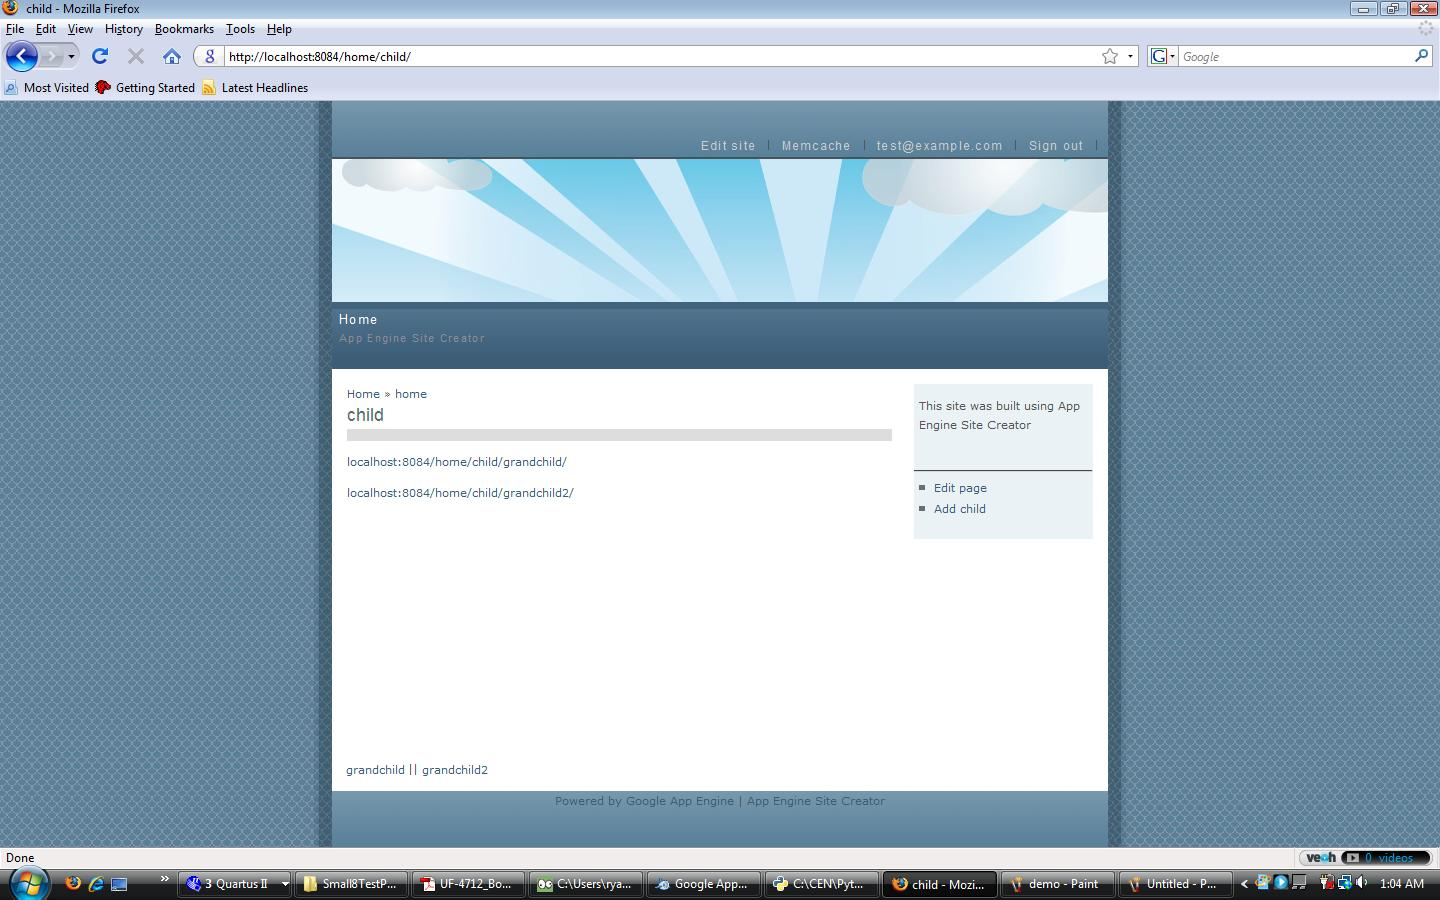 child - Mozilla Firefox
File Edit View History Bookmarks Tools Help
http://localhost:8084/home/child/
Google
Most Visited Getting Started Latest Headlines
Edit site | Memcache | test@example.com | Sign out |
Home
App Engine Site Creator
Home » home
child
localhost:8084/home/child/grandchild/
localhost:8084/home/child/grandchild2/
This site was built using App
Engine Site Creator
Edit page
Add child
grandchild || grandchild2
Powered by Google App Engine | App Engine Site Creator
Done
veoh 0 videos
3 Quartus II Small8TestP... UF-4712_Bo... C:\Users\rya... Google App... C:\CEN\Pyt... child - Mozi... demo - Paint Untitled - P... 1:04 AM